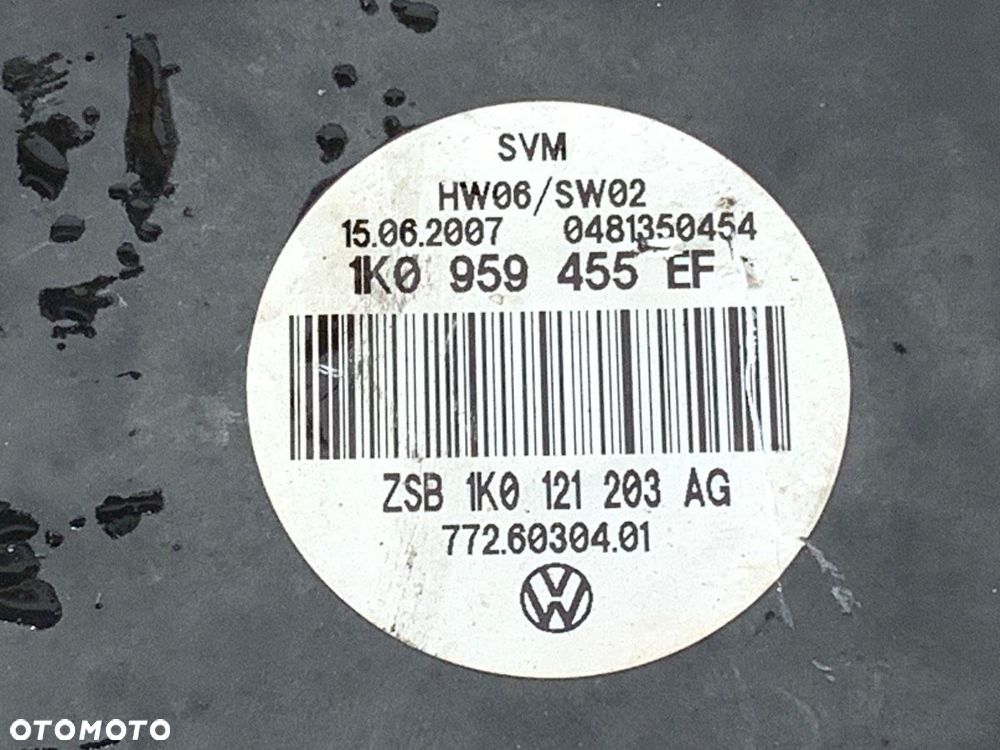 SVM
HW06/SW02
15.06.2007 0481350454
1K0 959 455 EF
ZSB 1K0 121 203 AG
772.60304.01
VW
OTOMOTO